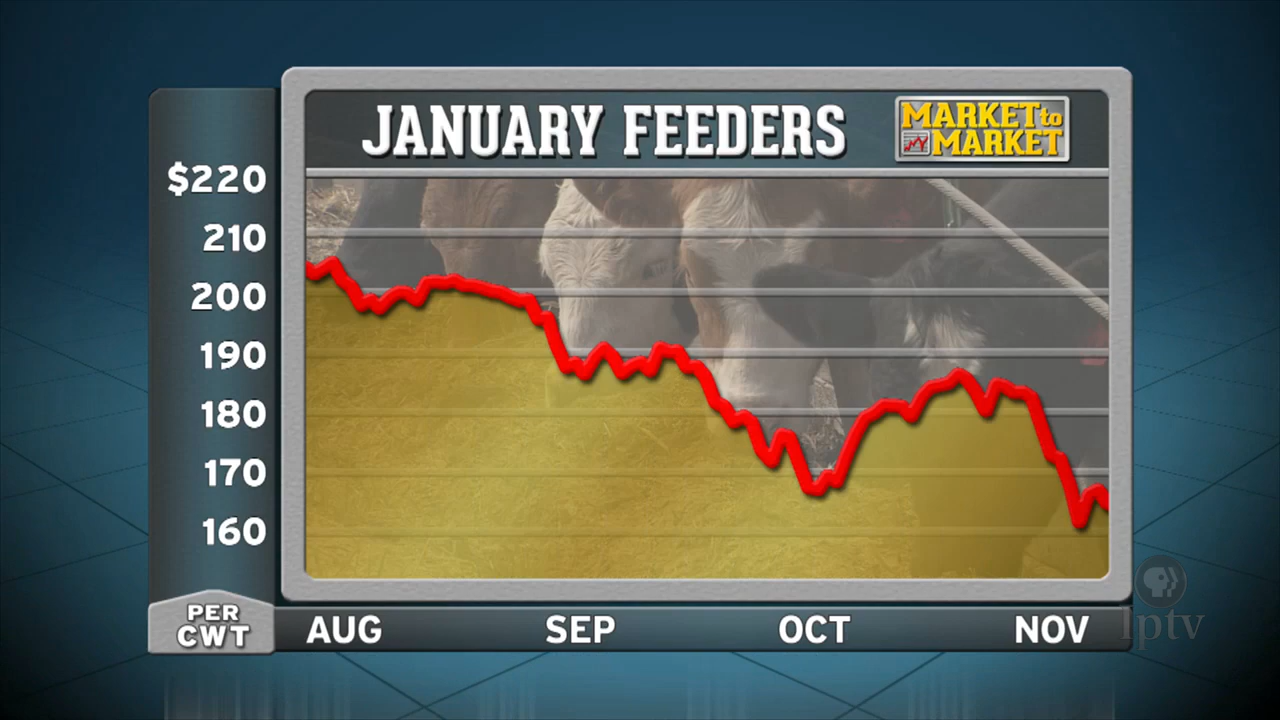 JANUARY FEEDERS
MARKET to
MARKET
$220
210
200
190
180
170
160
PER
CWT
AUG SEP OCT NOV
iptv